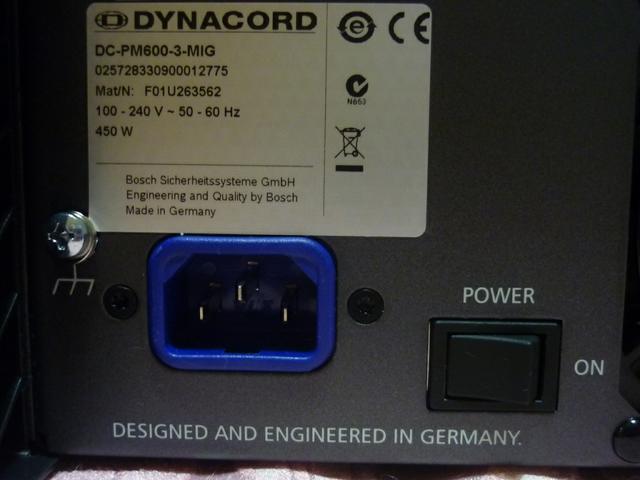 DYNACORD
DC-PM600-3-MIG
025728330900012775
Mat/N: F01U263562
100 - 240 V ~ 50 - 60 Hz
450 W
Bosch Sicherheitssysteme GmbH
Engineering and Quality by Bosch
Made in Germany
e
CE
N663
POWER
ON
DESIGNED AND ENGINEERED IN GERMANY.